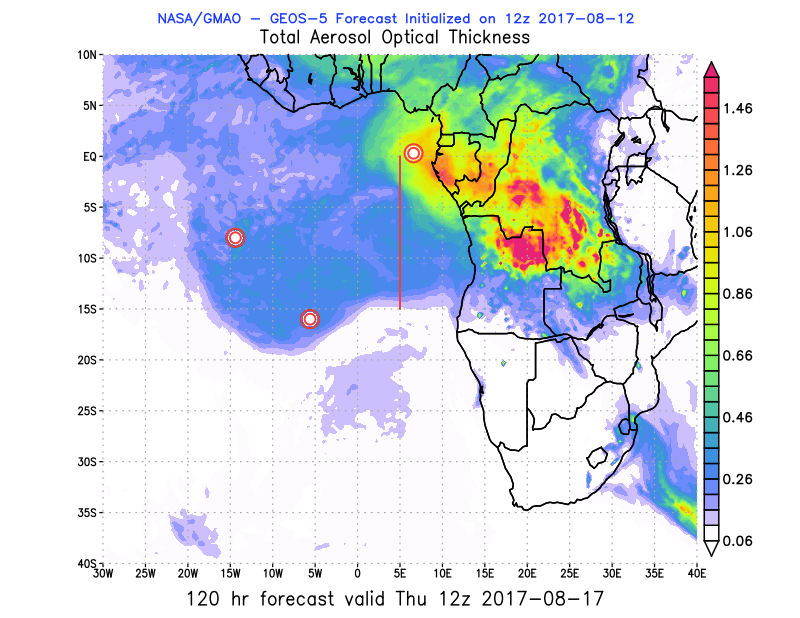 NASA/GMAO – GEOS-5 Forecast Initialized on 12z 2017-08-12
Total Aerosol Optical Thickness
10N
5N
EQ
5S
10S
15S
20S
25S
30S
35S
40S
30W 25W 20W 15W 10W 5W 0 5E 10E 15E 20E 25E 30E 35E 40E
1.46
1.26
1.06
0.86
0.66
0.46
0.26
0.06
120 hr forecast valid Thu 12z 2017-08-17